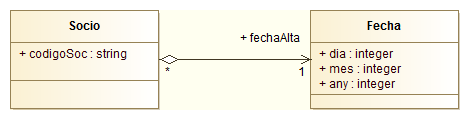 Socio
+ codigoSoc : string
+ fechaAlta
*
1
Fecha
+ dia : integer
+ mes : integer
+ any : integer